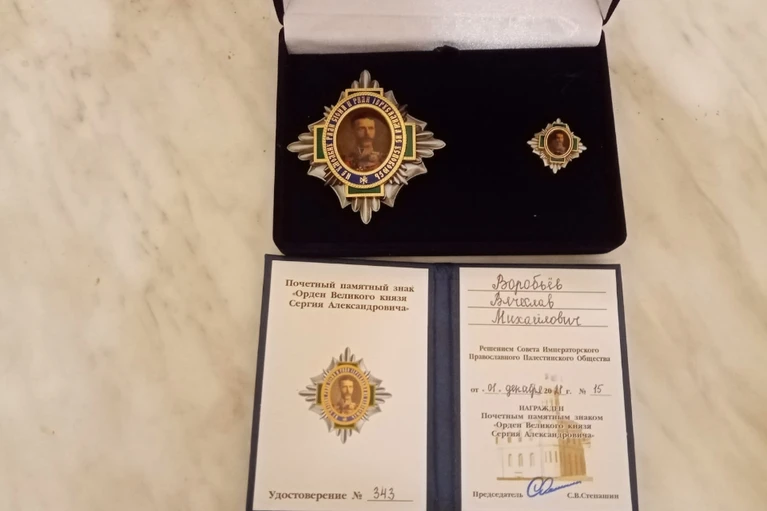 Почетный памятный знак
«Орден Великого князя
Сергия Александровича»
Удостоверение № 343
Воробьёв
Вячеслав
Михайлович
Решением Совета Императорского
Православного Палестинского Общества
от 01 декабря г. № 15
НАГРАЖДЕН
Почетным памятным знаком
«Орден Великого князя
Сергия Александровича»
Председатель С.В.Степашин